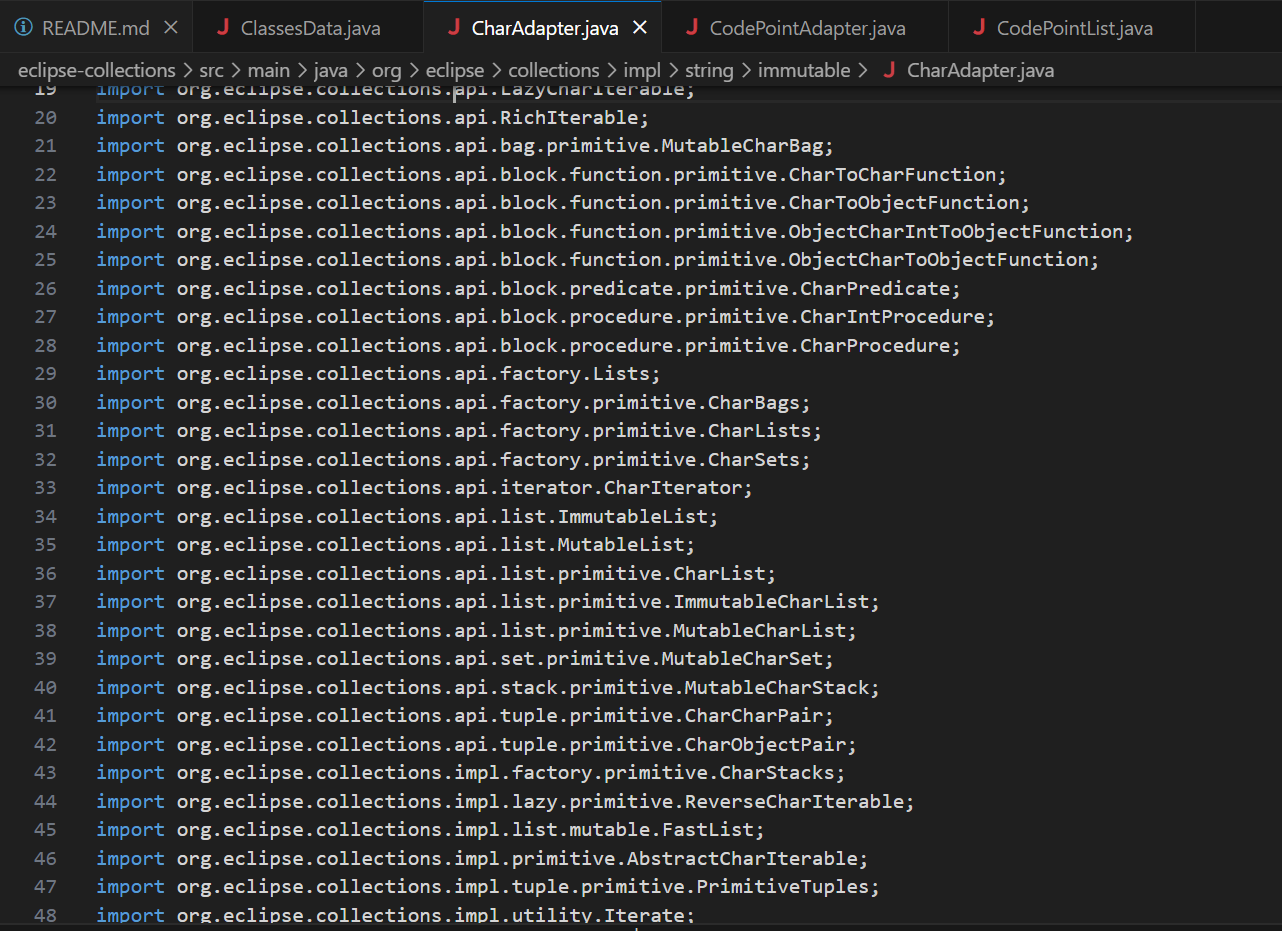 README.md ClassesData.java CharAdapter.java CodePointAdapter.java CodePointList.java
eclipse-collections > src > main > java > org > eclipse > collections > impl > string > immutable > CharAdapter.java
19 import org.eclipse.collections.api.LazyCharIterable;
20 import org.eclipse.collections.api.RichIterable;
21 import org.eclipse.collections.api.bag.primitive.MutableCharBag;
22 import org.eclipse.collections.api.block.function.primitive.CharToCharFunction;
23 import org.eclipse.collections.api.block.function.primitive.CharToObjectFunction;
24 import org.eclipse.collections.api.block.function.primitive.ObjectCharIntToObjectFunction;
25 import org.eclipse.collections.api.block.function.primitive.ObjectCharToObjectFunction;
26 import org.eclipse.collections.api.block.predicate.primitive.CharPredicate;
27 import org.eclipse.collections.api.block.procedure.primitive.CharIntProcedure;
28 import org.eclipse.collections.api.block.procedure.primitive.CharProcedure;
29 import org.eclipse.collections.api.factory.Lists;
30 import org.eclipse.collections.api.factory.primitive.CharBags;
31 import org.eclipse.collections.api.factory.primitive.CharLists;
32 import org.eclipse.collections.api.factory.primitive.CharSets;
33 import org.eclipse.collections.api.iterator.CharIterator;
34 import org.eclipse.collections.api.list.ImmutableList;
35 import org.eclipse.collections.api.list.MutableList;
36 import org.eclipse.collections.api.list.primitive.CharList;
37 import org.eclipse.collections.api.list.primitive.ImmutableCharList;
38 import org.eclipse.collections.api.list.primitive.MutableCharList;
39 import org.eclipse.collections.api.set.primitive.MutableCharSet;
40 import org.eclipse.collections.api.stack.primitive.MutableCharStack;
41 import org.eclipse.collections.api.tuple.primitive.CharCharPair;
42 import org.eclipse.collections.api.tuple.primitive.CharObjectPair;
43 import org.eclipse.collections.impl.factory.primitive.CharStacks;
44 import org.eclipse.collections.impl.lazy.primitive.ReverseCharIterable;
45 import org.eclipse.collections.impl.list.mutable.FastList;
46 import org.eclipse.collections.impl.primitive.AbstractCharIterable;
47 import org.eclipse.collections.impl.tuple.primitive.PrimitiveTuples;
48 import org.eclipse.collections.impl.utility.Iterate;